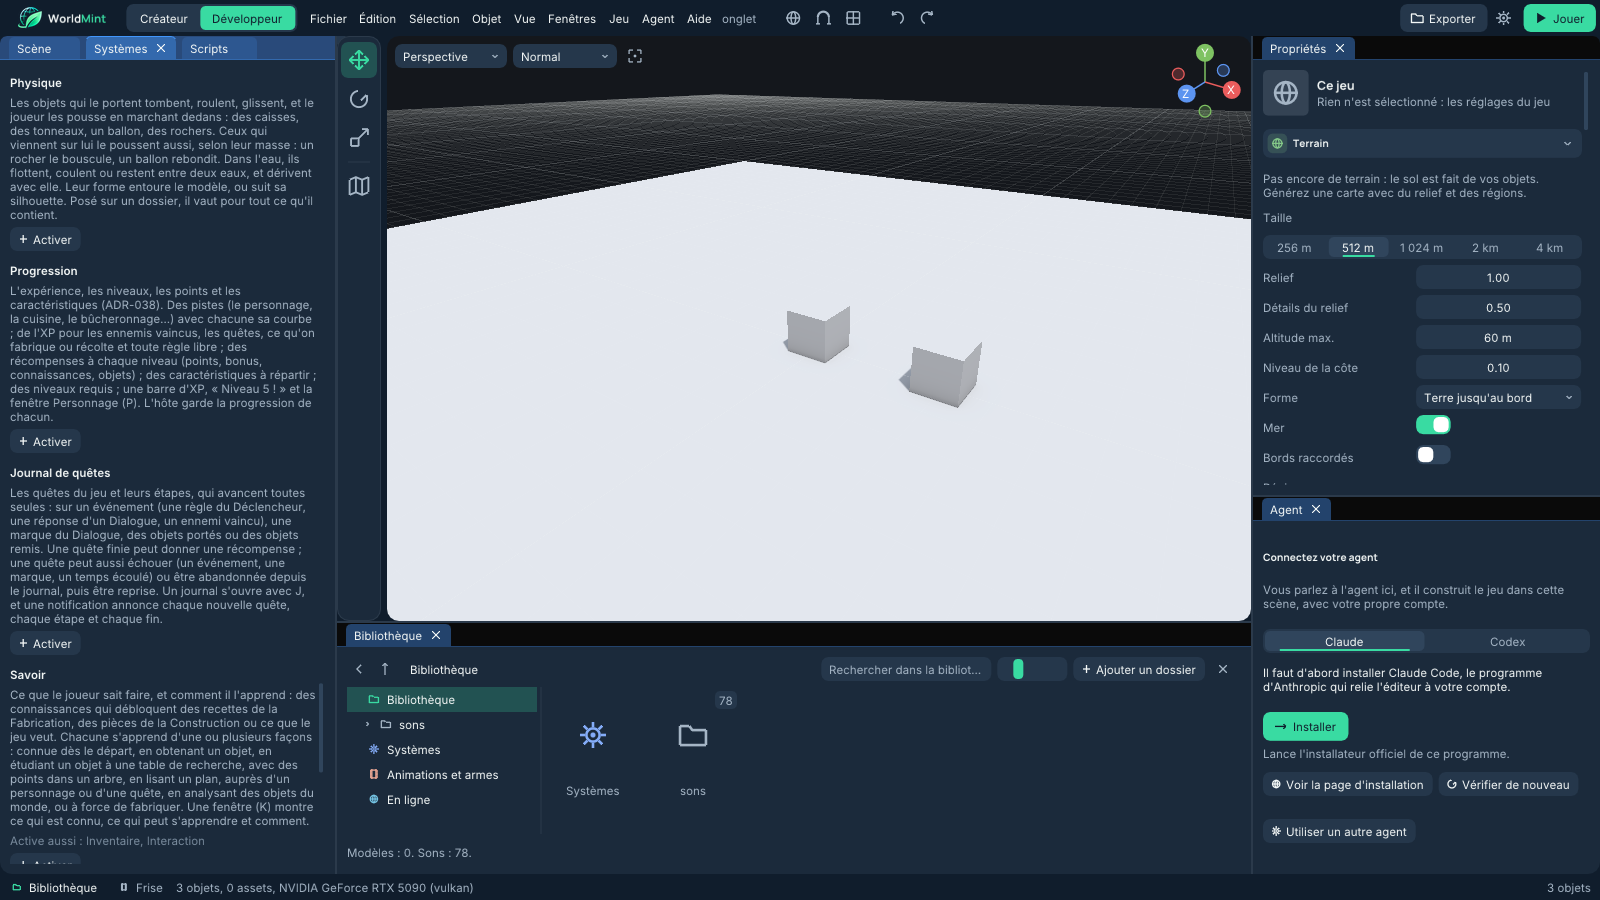 WorldMint
Créateur
Développeur
Fichier
Édition
Sélection
Objet
Vue
Fenêtres
Jeu
Agent
Aide
onglet
Exporter
Jouer
Scène
Systèmes
Scripts
Physique
Les objets qui le portent tombent, roulent, glissent, et le
joueur les pousse en marchant dedans : des caisses,
des tonneaux, un ballon, des rochers. Ceux qui
viennent sur lui le poussent aussi, selon leur masse : un
rocher le bouscule, un ballon rebondit. Dans l'eau, ils
flottent, coulent ou restent entre deux eaux, et dérivent
avec elle. Leur forme entoure le modèle, ou suit sa
silhouette. Posé sur un dossier, il vaut pour tout ce qu'il
contient.
+ Activer
Progression
L'expérience, les niveaux, les points et les
caractéristiques (ADR-038). Des pistes (le personnage,
la cuisine, le bûcheronnage...) avec chacune sa courbe
; de l'XP pour les ennemis vaincus, les quêtes, ce qu'on
fabrique ou récolte et toute règle libre ; des
récompenses à chaque niveau (points, bonus,
connaissances, objets) ; des caractéristiques à répartir ;
des niveaux requis ; une barre d'XP, « Niveau 5 ! » et la
fenêtre Personnage (P). L'hôte garde la progression de
chacun.
+ Activer
Journal de quêtes
Les quêtes du jeu et leurs étapes, qui avancent toutes
seules : sur un événement (une règle du Déclencheur,
une réponse d'un Dialogue, un ennemi vaincu), une
marque du Dialogue, des objets portés ou des objets
remis. Une quête finie peut donner une récompense ;
une quête peut aussi échouer (un événement, une
marque, un temps écoulé) ou être abandonnée depuis
le journal, puis être reprise. Un journal s'ouvre avec J,
et une notification annonce chaque nouvelle quête,
chaque étape et chaque fin.
+ Activer
Savoir
Ce que le joueur sait faire, et comment il l'apprend : des
connaissances qui débloquent des recettes de la
Fabrication, des pièces de la Construction ou ce que le
jeu veut. Chacune s'apprend d'une ou plusieurs façons
: connue dès le départ, en obtenant un objet, en
étudiant un objet à une table de recherche, avec des
points dans un arbre, en lisant un plan, auprès d'un
personnage ou d'une quête, en analysant des objets du
monde, ou à force de fabriquer. Une fenêtre (K) montre
ce qui est connu, ce qui peut s'apprendre et comment.
Active aussi : Inventaire, Interaction
+ Activer
Perspective
Normal
Y
X
Z
Bibliothèque
Bibliothèque
Rechercher dans la bibliot...
+ Ajouter un dossier
Bibliothèque
sons
Systèmes
Animations et armes
En ligne
Systèmes
78
sons
Modèles : 0. Sons : 78.
Propriétés
Ce jeu
Rien n'est sélectionné : les réglages du jeu
Terrain
Pas encore de terrain : le sol est fait de vos objets.
Générez une carte avec du relief et des régions.
Taille
256 m
512 m
1 024 m
2 km
4 km
Relief
1.00
Détails du relief
0.50
Altitude max.
60 m
Niveau de la côte
0.10
Forme
Terre jusqu'au bord
Mer
Bords raccordés
Agent
Connectez votre agent
Vous parlez à l'agent ici, et il construit le jeu dans cette
scène, avec votre propre compte.
Claude
Codex
Il faut d'abord installer Claude Code, le programme
d'Anthropic qui relie l'éditeur à votre compte.
Installer
Lance l'installateur officiel de ce programme.
Voir la page d'installation
Vérifier de nouveau
Utiliser un autre agent
Bibliothèque
Frise
3 objets, 0 assets, NVIDIA GeForce RTX 5090 (vulkan)
3 objets